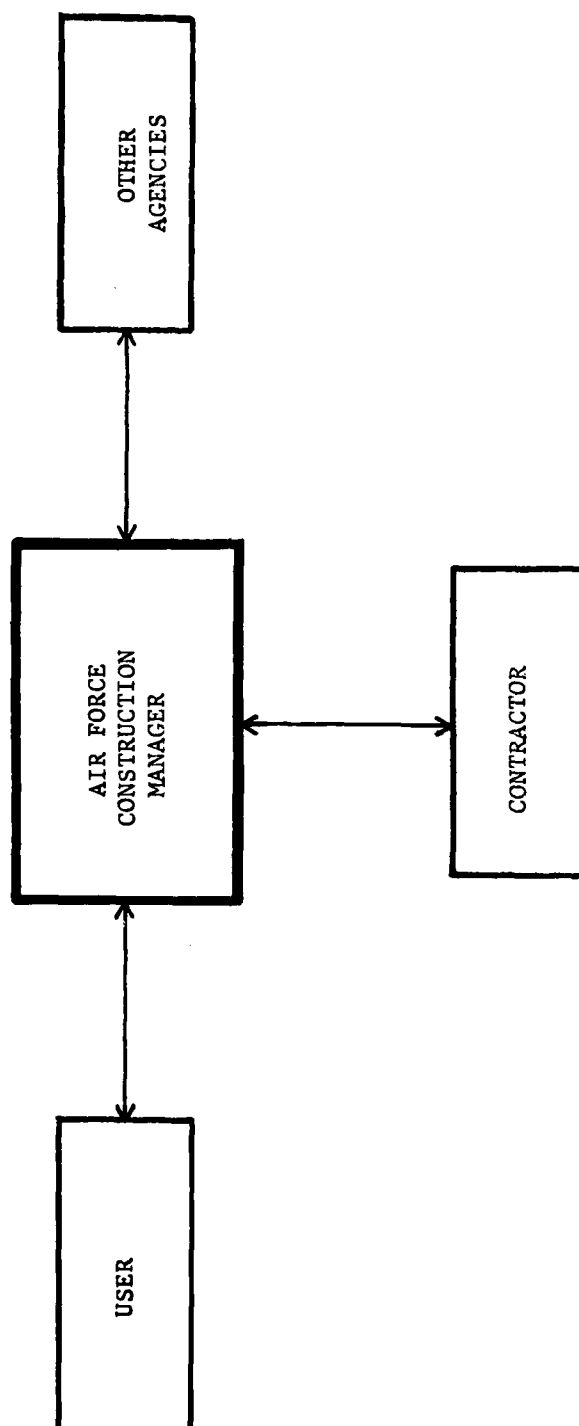 USER
AIR FORCE
CONSTRUCTION
MANAGER
OTHER
AGENCIES
CONTRACTOR